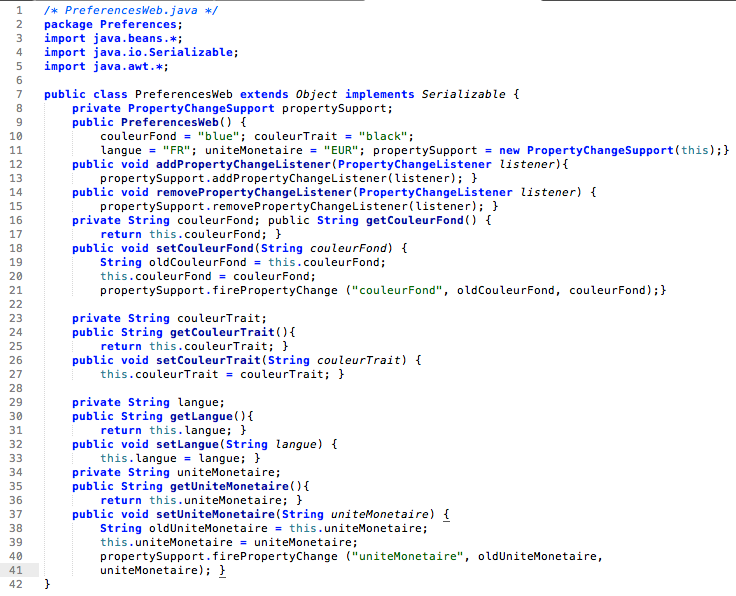 1 /* PreferencesWeb.java */
2 package Preferences;
3 import java.beans.*;
4 import java.io.Serializable;
5 import java.awt.*;
6
7 public class PreferencesWeb extends Object implements Serializable {
8 private PropertyChangeSupport propertySupport;
9 public PreferencesWeb() {
10 couleurFond = "blue"; couleurTrait = "black";
11 langue = "FR"; uniteMonetaire = "EUR"; propertySupport = new PropertyChangeSupport(this);}
12 public void addPropertyChangeListener(PropertyChangeListener listener){
13 propertySupport.addPropertyChangeListener(listener); }
14 public void removePropertyChangeListener(PropertyChangeListener listener) {
15 propertySupport.removePropertyChangeListener(listener); }
16 private String couleurFond; public String getCouleurFond() {
17 return this.couleurFond; }
18 public void setCouleurFond(String couleurFond) {
19 String oldCouleurFond = this.couleurFond;
20 this.couleurFond = couleurFond;
21 propertySupport.firePropertyChange ("couleurFond", oldCouleurFond, couleurFond);}
22
23 private String couleurTrait;
24 public String getCouleurTrait(){
25 return this.couleurTrait; }
26 public void setCouleurTrait(String couleurTrait) {
27 this.couleurTrait = couleurTrait; }
28
29 private String langue;
30 public String getLangue(){
31 return this.langue; }
32 public void setLangue(String langue) {
33 this.langue = langue; }
34 private String uniteMonetaire;
35 public String getUniteMonetaire(){
36 return this.uniteMonetaire; }
37 public void setUniteMonetaire(String uniteMonetaire) {
38 String oldUniteMonetaire = this.uniteMonetaire;
39 this.uniteMonetaire = uniteMonetaire;
40 propertySupport.firePropertyChange ("uniteMonetaire", oldUniteMonetaire,
41 uniteMonetaire); }
42 }